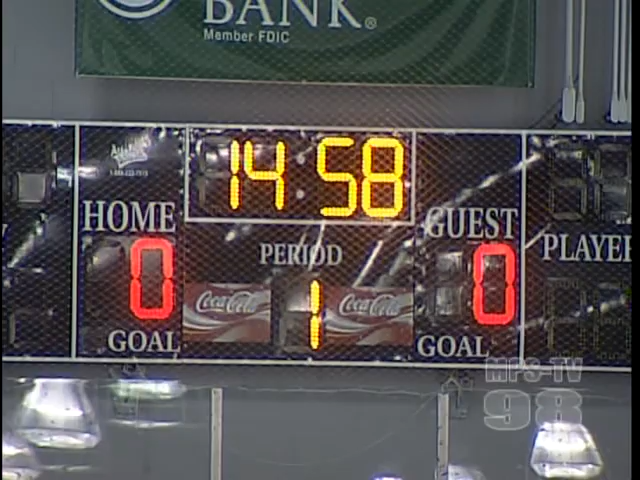 BANK®
Member FDIC
14:58
HOME
GUEST
PERIOD
PLAYER
0
1
0
Coca-Cola
Coca-Cola
GOAL
GOAL
MPS-TV
98